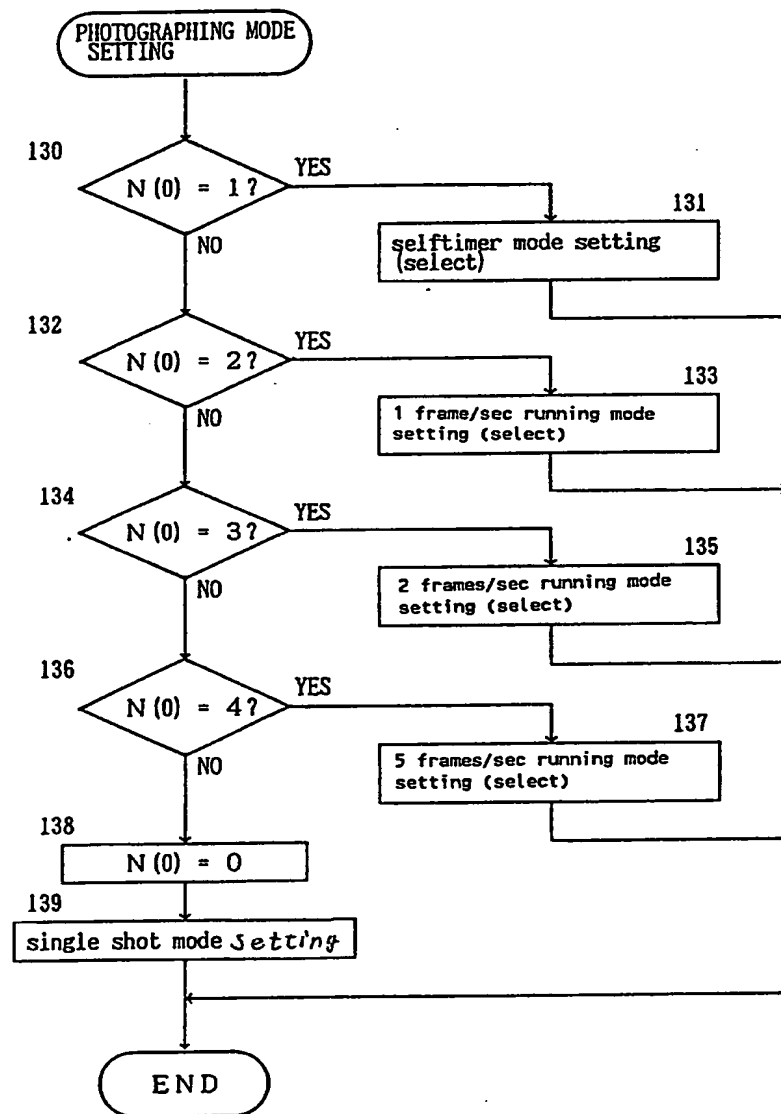 PHOTOGRAPHING MODE
SETTING
130
N(0) = 1?
YES
NO
131
selftimer mode setting
(select)
132
N(0) = 2?
YES
NO
133
1 frame/sec running mode
setting (select)
134
N(0) = 3?
YES
NO
135
2 frames/sec running mode
setting (select)
136
N(0) = 4?
YES
NO
137
5 frames/sec running mode
setting (select)
138
N(0) = 0
139
single shot mode setting
END